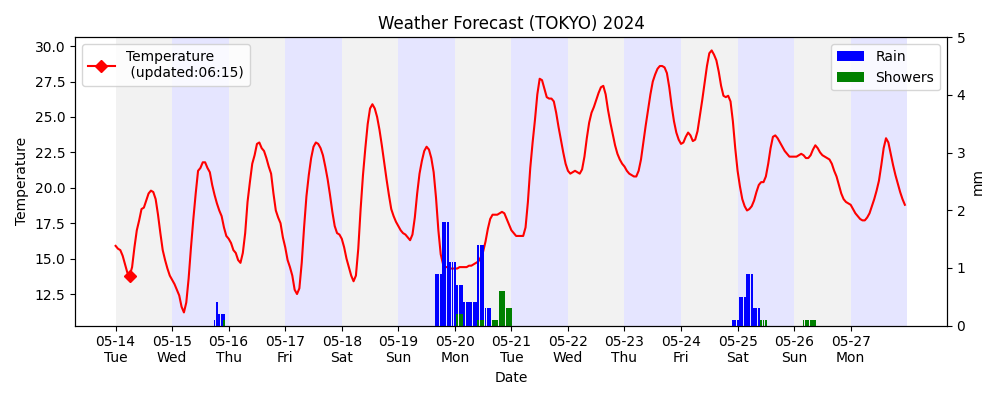 Weather Forecast (TOKYO) 2024
Temperature
(updated:06:15)
Rain
Showers
30.0
27.5
25.0
22.5
20.0
17.5
15.0
12.5
Temperature
5
4
3
2
1
0
mm
05-14 05-15 05-16 05-17 05-18 05-19 05-20 05-21 05-22 05-23 05-24 05-25 05-26 05-27
Tue Wed Thu Fri Sat Sun Mon Tue Wed Thu Fri Sat Sun Mon
Date